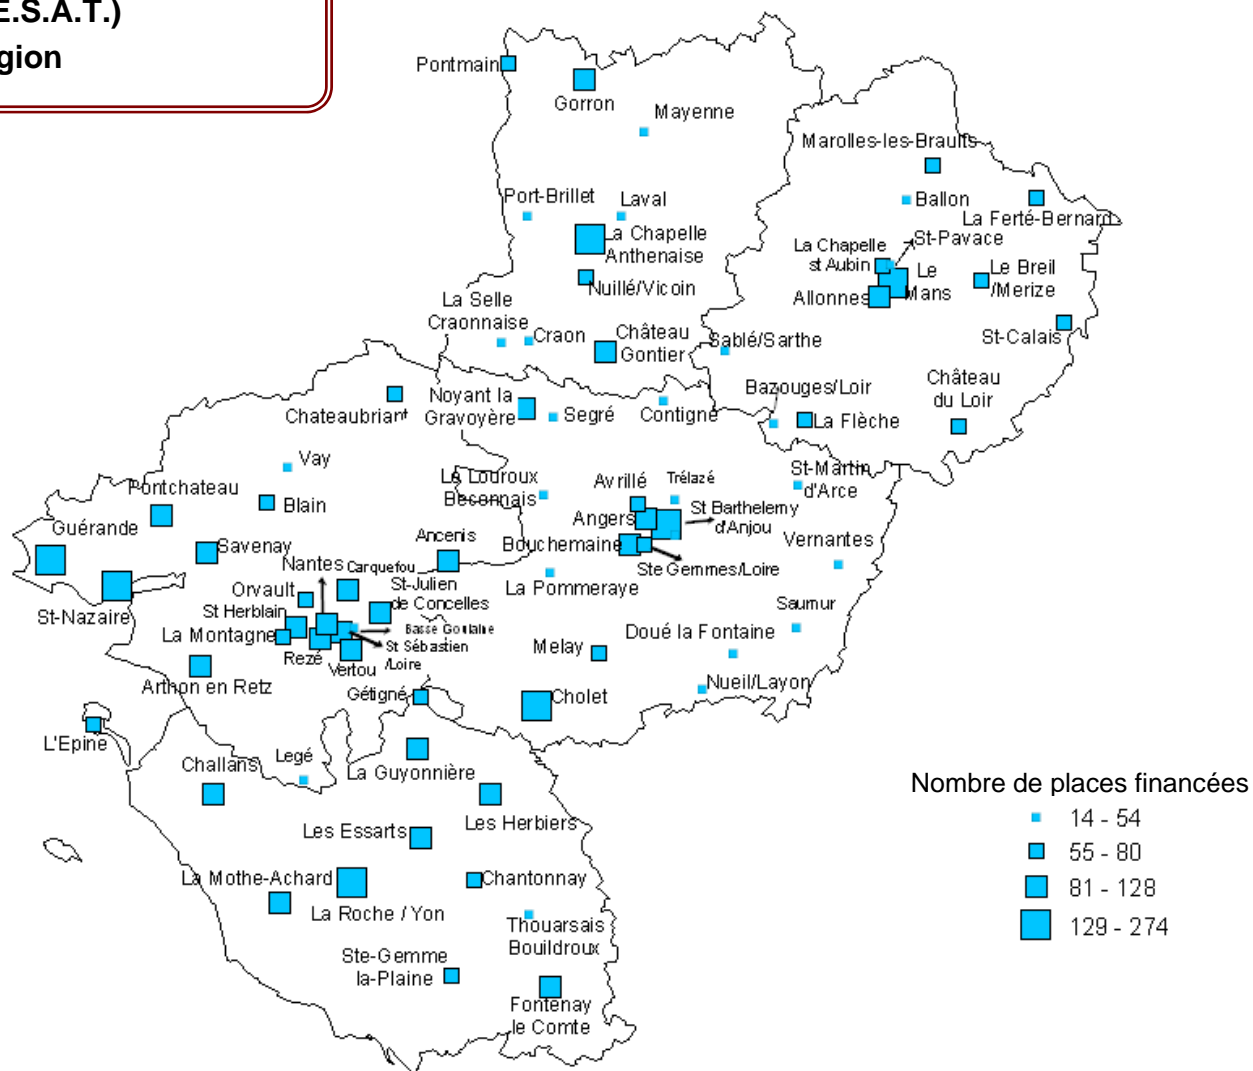 E.S.A.T.)
gion
Pontmain
Gorron
Mayenne
Marolles-les-Braults
Port-Brillet
Laval
Ballon
La Ferté-Bernard
La Chapelle
Anthenaise
St-Pavace
La Chapelle
st Aubin
Le
Mans
Le Breil
/Merize
Nuillé/Vicoin
Allonnes
La Selle
Craonnaise
Craon
Château
Gontier
Sablé/Sarthe
St-Calais
Chateaubriant
Noyant la
Gravoyère
Segré
Contigné
Bazouges/Loir
La Flèche
Château
du Loir
Vay
Pontchateau
Blain
Le Louroux
Beconnais
Avrillé
Trélazé
St-Martin
d'Arce
Guérande
Savenay
Ancenis
Angers
St Barthelemy
d'Anjou
Bouchemaine
Vernantes
Nantes
Carquefou
Ste Gemmes/Loire
St-Nazaire
Orvault
St-Julien
de Concelles
La Pommeraye
St Herblain
Saumur
La Montagne
Basse Goulaine
Rezé
Vertou
St Sébastien
/Loire
Melay
Doué la Fontaine
Arthon en Retz
Gétigné
Cholet
Nueil/Layon
L'Epine
Challans
Legé
La Guyonnière
Les Essarts
Les Herbiers
La Mothe-Achard
Chantonnay
La Roche / Yon
Thouarsais
Bouildroux
Ste-Gemme
la-Plaine
Fontenay
le Comte
Nombre de places financées
14 - 54
55 - 80
81 - 128
129 - 274